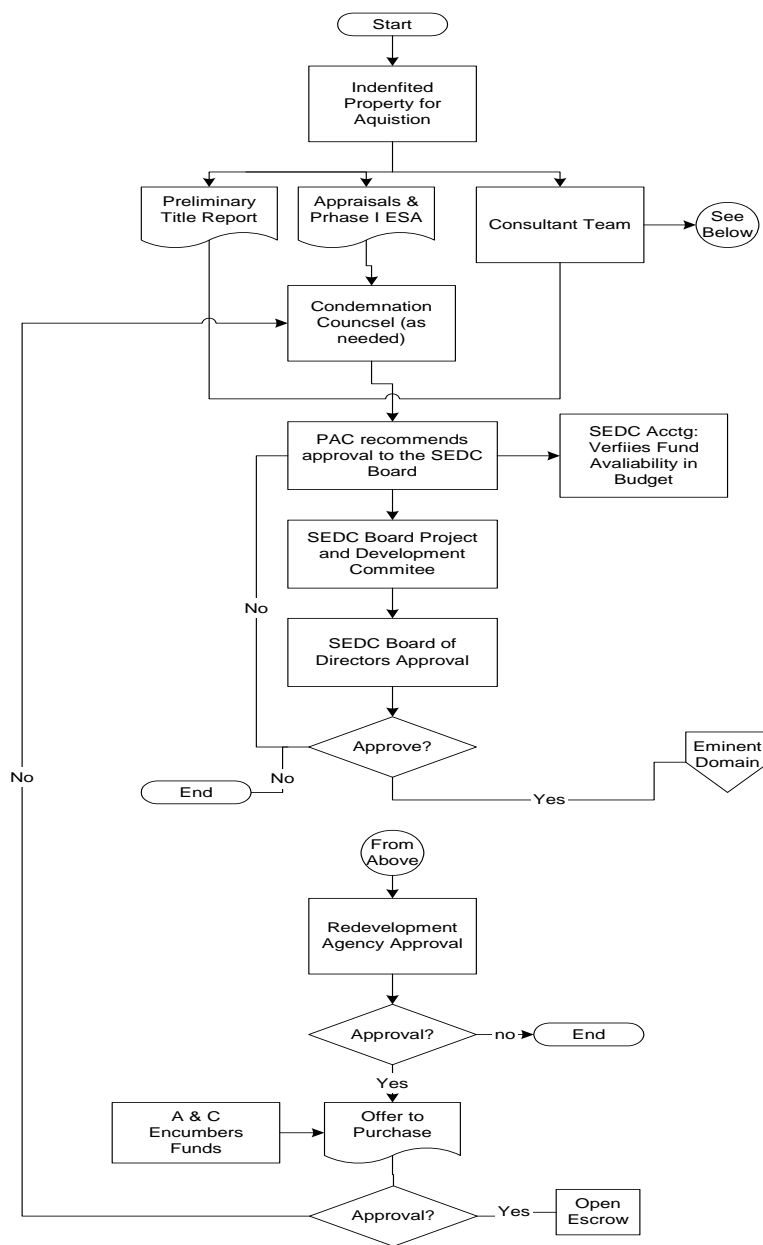 Start
Indenfited
Property for
Aquistion
Preliminary
Title Report
Appraisals &
Prhase I ESA
Consultant Team
See
Below
Condemnation
Councsel (as
needed)
PAC recommends
approval to the SEDC
Board
SEDC Acctg:
Verfiies Fund
Avaliability in
Budget
SEDC Board Project
and Development
Commitee
No
SEDC Board of
Directors Approval
Approve?
Eminent
Domain
No
No
End
Yes
From
Above
Redevelopment
Agency Approval
Approval?
no
End
Yes
A & C
Encumbers
Funds
Offer to
Purchase
Approval?
Yes
Open
Escrow